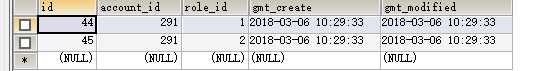 id account_id role_id gmt_create gmt_modified
44 291 1 2018-03-06 10:29:33 2018-03-06 10:29:33
45 291 2 2018-03-06 10:29:33 2018-03-06 10:29:33
* (NULL) (NULL) (NULL) (NULL) (NULL)